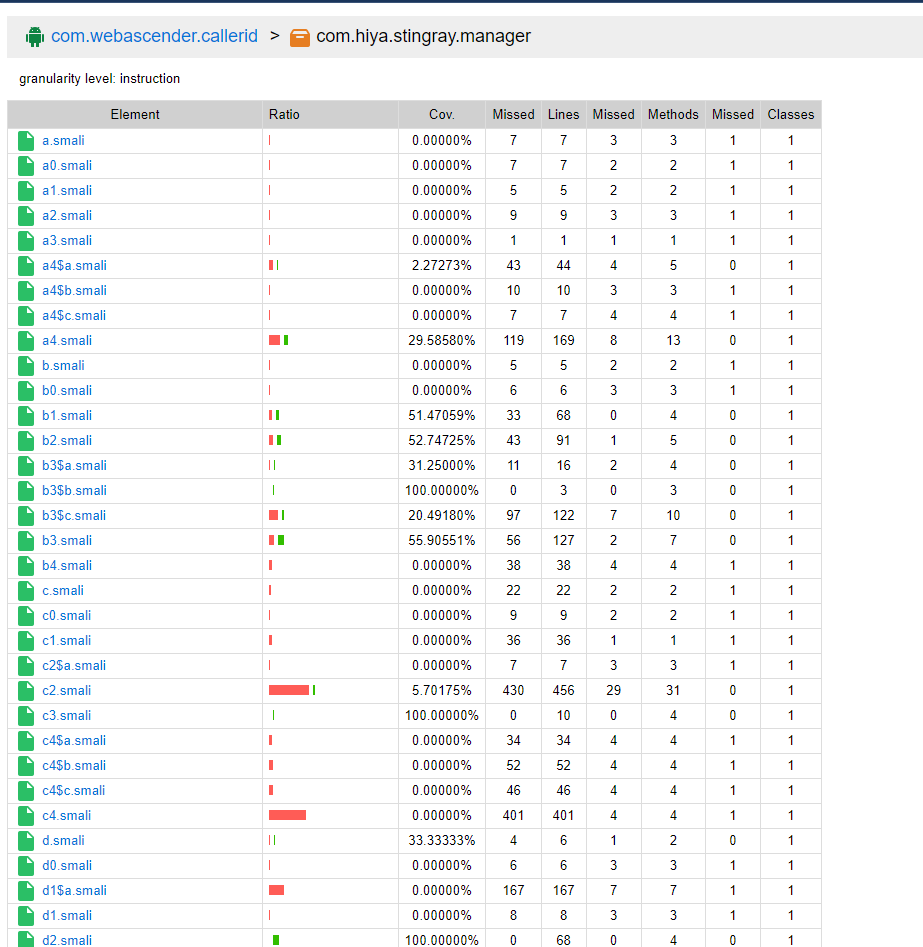 com.webascender.callerid > com.hiya.stingray.manager
granularity level: instruction
Element Ratio Cov. Missed Lines Missed Methods Missed Classes
a.smali 0.00000% 7 7 3 3 1 1
a0.smali 0.00000% 7 7 2 2 1 1
a1.smali 0.00000% 5 5 2 2 1 1
a2.smali 0.00000% 9 9 3 3 1 1
a3.smali 0.00000% 1 1 1 1 1 1
a4$a.smali 2.27273% 43 44 4 5 0 1
a4$b.smali 0.00000% 10 10 3 3 1 1
a4$c.smali 0.00000% 7 7 4 4 1 1
a4.smali 29.58580% 119 169 8 13 0 1
b.smali 0.00000% 5 5 2 2 1 1
b0.smali 0.00000% 6 6 3 3 1 1
b1.smali 51.47059% 33 68 0 4 0 1
b2.smali 52.74725% 43 91 1 5 0 1
b3$a.smali 31.25000% 11 16 2 4 0 1
b3$b.smali 100.00000% 0 3 0 3 0 1
b3$c.smali 20.49180% 97 122 7 10 0 1
b3.smali 55.90551% 56 127 2 7 0 1
b4.smali 0.00000% 38 38 4 4 1 1
c.smali 0.00000% 22 22 2 2 1 1
c0.smali 0.00000% 9 9 2 2 1 1
c1.smali 0.00000% 36 36 1 1 1 1
c2$a.smali 0.00000% 7 7 3 3 1 1
c2.smali 5.70175% 430 456 29 31 0 1
c3.smali 100.00000% 0 10 0 4 0 1
c4$a.smali 0.00000% 34 34 4 4 1 1
c4$b.smali 0.00000% 52 52 4 4 1 1
c4$c.smali 0.00000% 46 46 4 4 1 1
c4.smali 0.00000% 401 401 4 4 1 1
d.smali 33.33333% 4 6 1 2 0 1
d0.smali 0.00000% 6 6 3 3 1 1
d1$a.smali 0.00000% 167 167 7 7 1 1
d1.smali 0.00000% 8 8 3 3 1 1
d2.smali 100.00000% 0 68 0 4 0 1